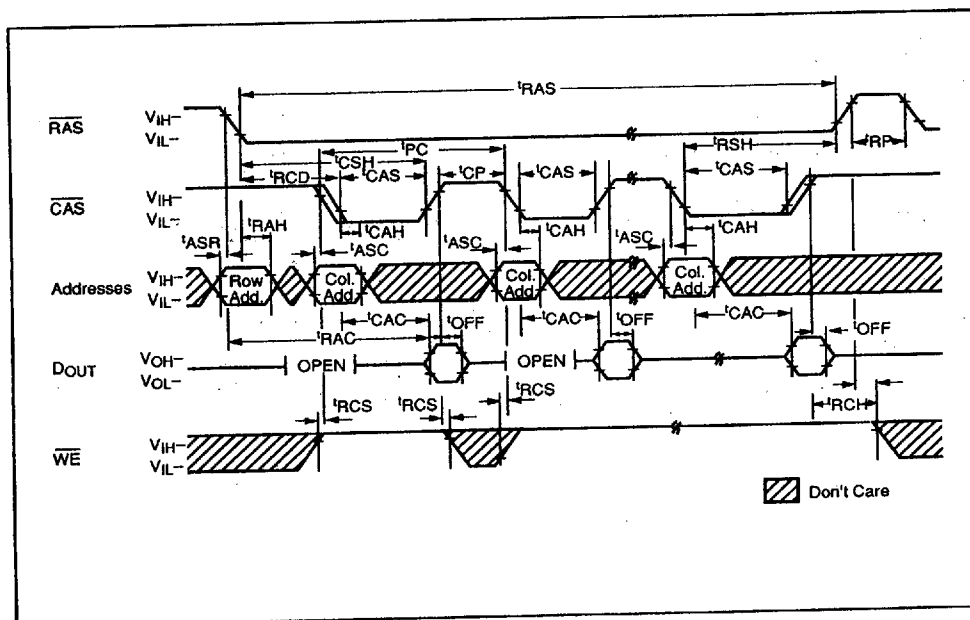 tRAS
RAS
VIH–
VIL–
tPC
tCSH
tRSH
tRP
tRCD
tCAS
tCP
tCAS
tCAS
CAS
VIH–
VIL–
tRAH
tCAH
tCAH
tCAH
tASR
tASC
tASC
tASC
Addresses
VIH–
VIL–
Row Add.
Col. Add.
Col. Add.
Col. Add.
tCAC
tCAC
tCAC
tRAC
tOFF
tOFF
tOFF
DOUT
VOH–
VOL–
OPEN
OPEN
tRCS
tRCS
tRCS
tRCH
WE
VIH–
VIL–
Don't Care